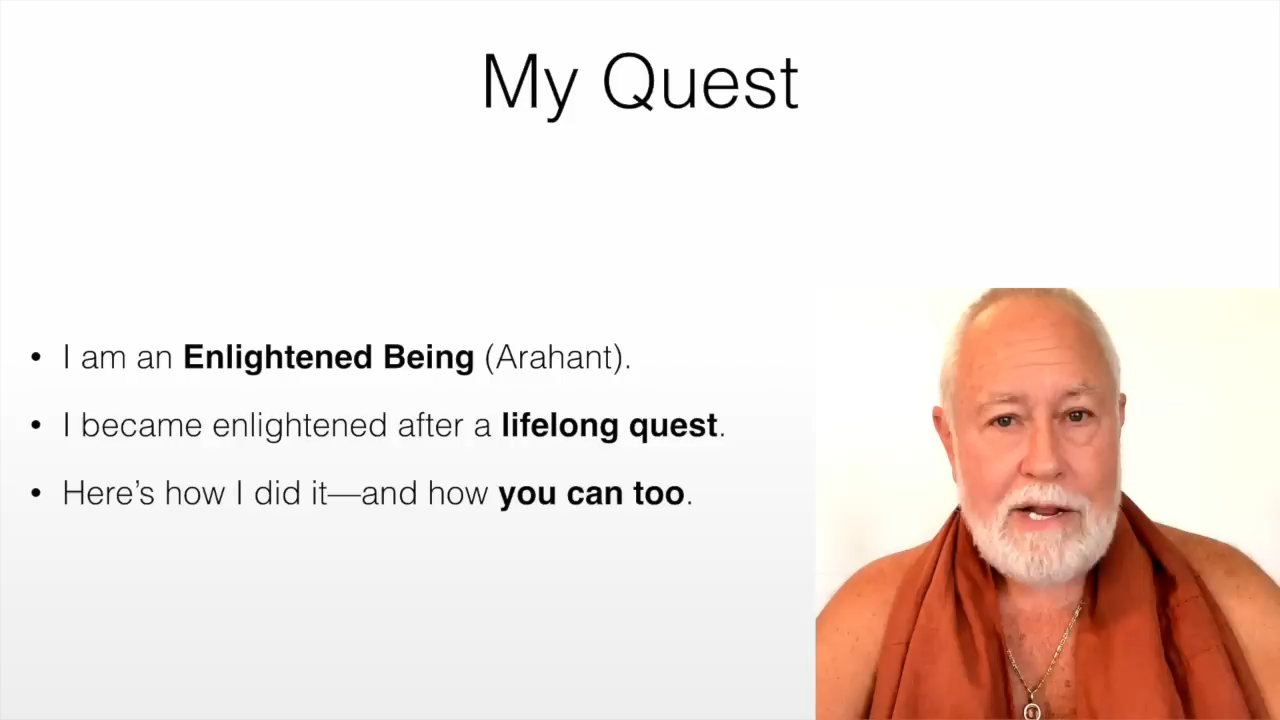 My Quest
• I am an Enlightened Being (Arahant).
• I became enlightened after a lifelong quest.
• Here’s how I did it—and how you can too.